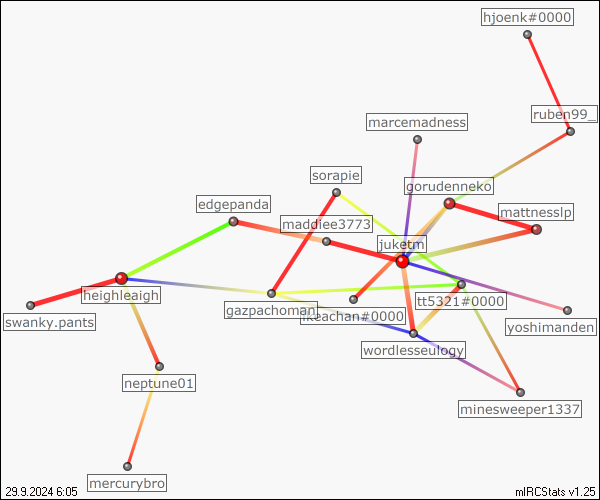 hjoenk#0000
ruben99_
marcemadness
sorapie
gorudenneko
edgepanda
mattnesslp
maddiee3773
juketm
heighleaigh
tt5321#0000
gazpachoman
ikeachan#0000
swanky.pants
yoshimanden
wordlesseulogy
neptune01
minesweeper1337
mercurybro
29.9.2024 6:05
mIRCStats v1.25